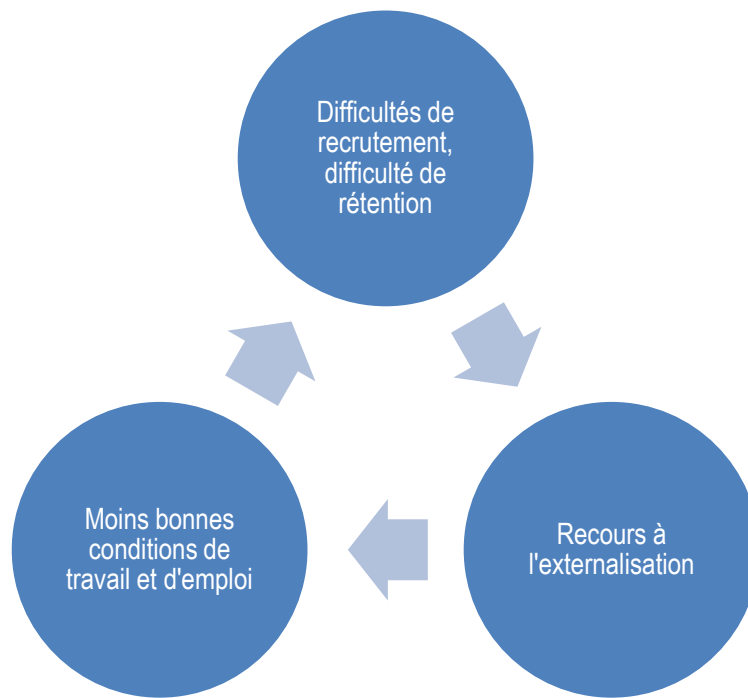 Difficultés de
recrutement,
difficulté de
rétention
Recours à
l'externalisation
Moins bonnes
conditions de
travail et d'emploi